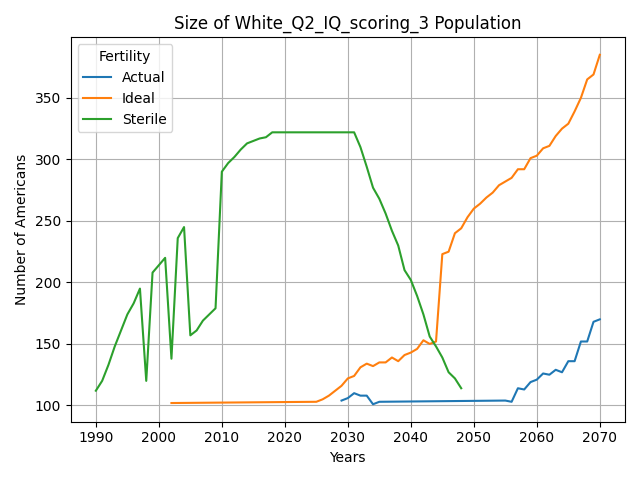 Size of White_Q2_IQ_scoring_3 Population
Fertility
Actual
Ideal
Sterile
Number of Americans
350
300
250
200
150
100
1990 2000 2010 2020 2030 2040 2050 2060 2070
Years